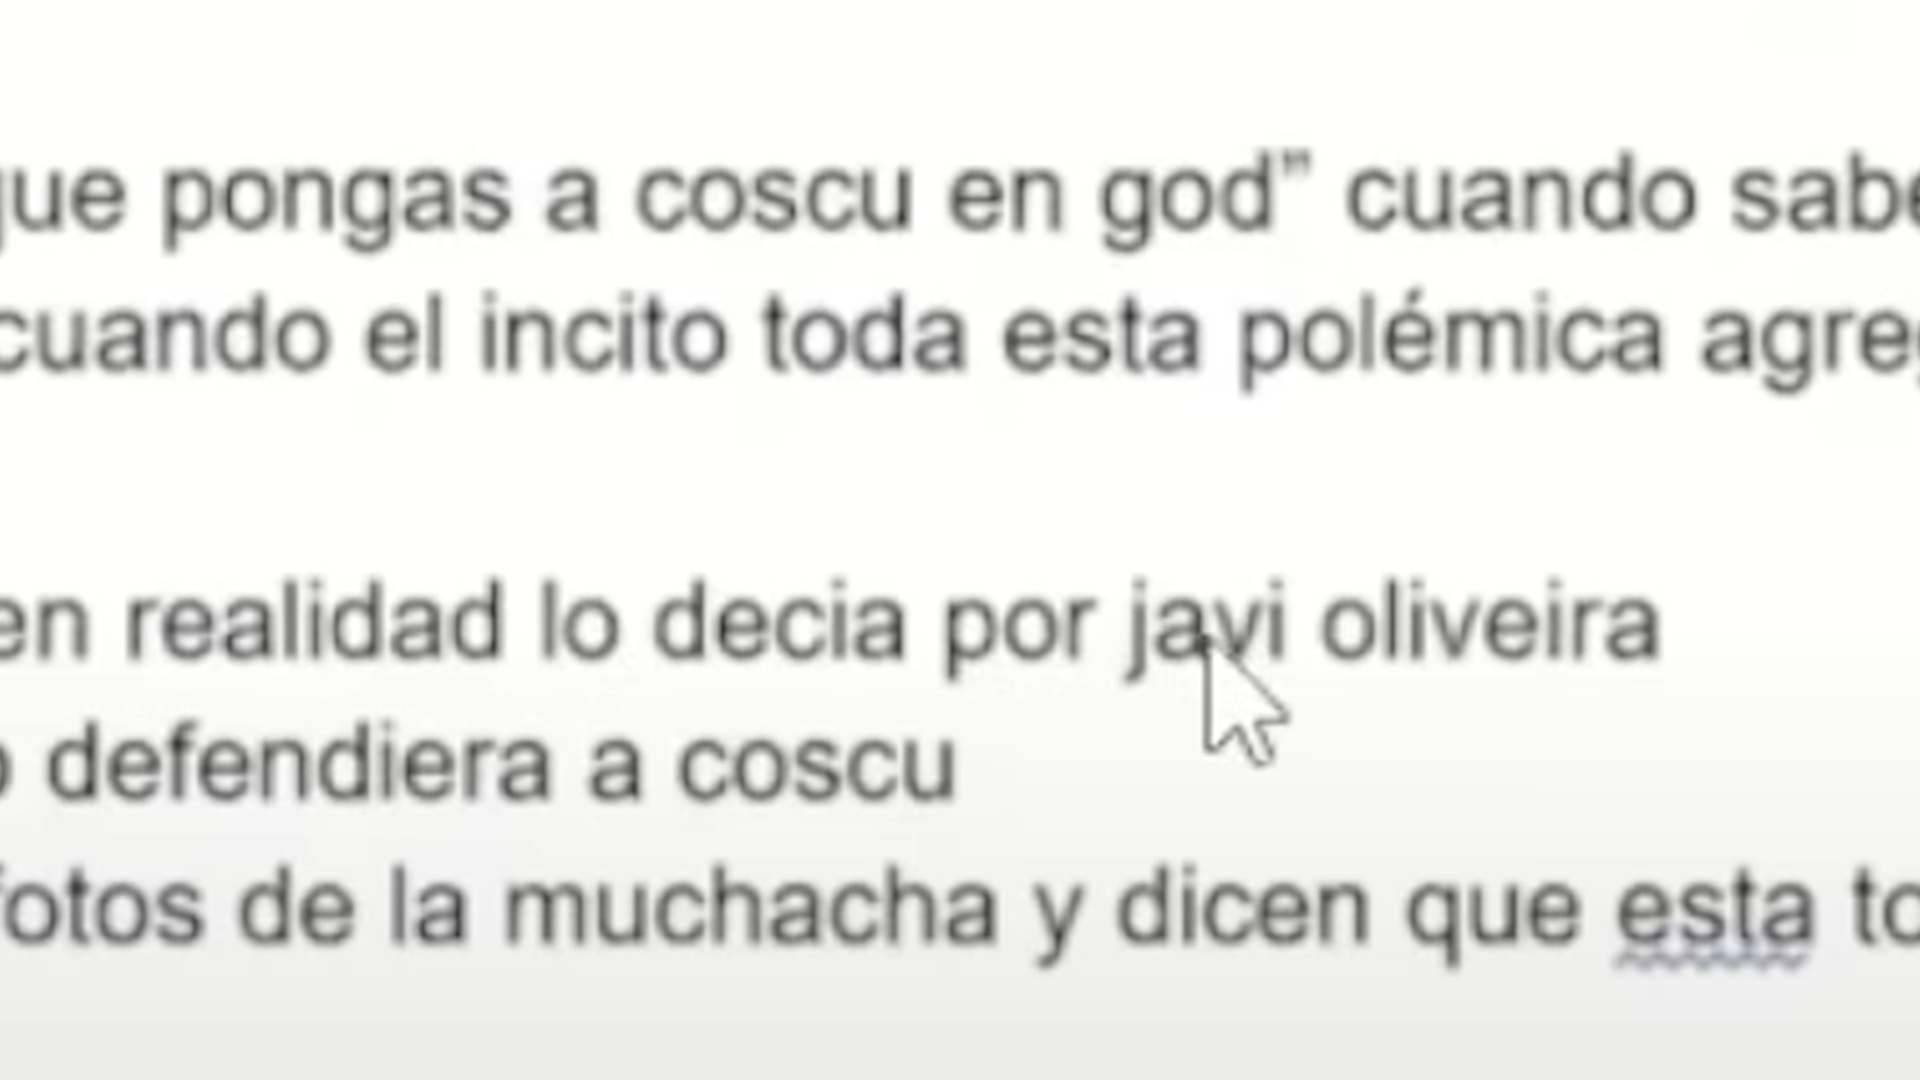 que pongas a coscu en god” cuando sabe
cuando el incito toda esta polémica agreg
en realidad lo decia por javi oliveira
o defendiera a coscu
fotos de la muchacha y dicen que esta to